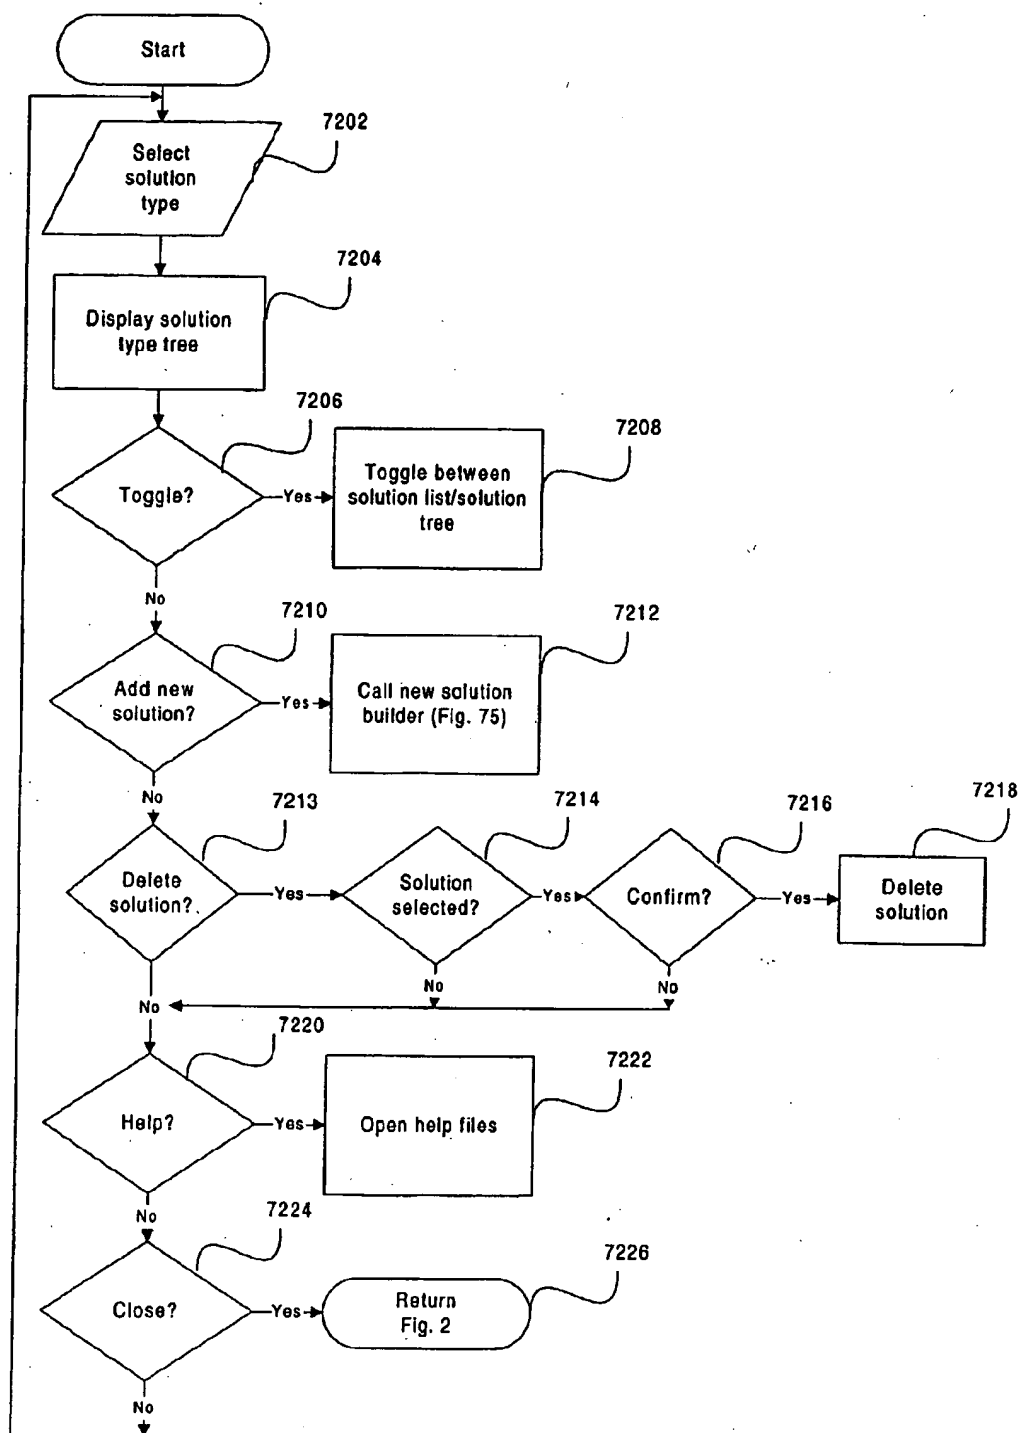 Start
7202
Select
solution
type
7204
Display solution
type tree
7206
Toggle?
Yes
7208
Toggle between
solution list/solution
tree
No
7210
Add new
solution?
Yes
7212
Call new solution
builder (Fig. 75)
No
7213
Delete
solution?
Yes
7214
Solution
selected?
Yes
7216
Confirm?
Yes
7218
Delete
solution
No
No
No
7220
Help?
Yes
7222
Open help files
No
7224
Close?
Yes
7226
Return
Fig. 2
No